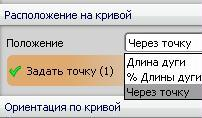 Расположение на кривой
Положение
Через точку
Длина дуги
Задать точку (1)
% Длины дуги
Через точку
Ориентация по кривой